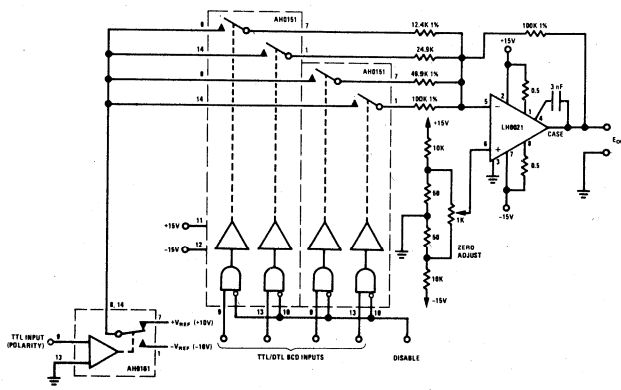 AH0151
8
7
12.4K 1%
100K 1%
14
1
24.9K
+15V
AH0151
8
7
49.9K 1%
0.5
3 nF
14
1
100K 1%
5
2
1
4
LH0021
CASE
+15V
6
3
7
8
0.5
10K
-15V
50
1K
50
ZERO
ADJUST
10K
-15V
+15V
11
-15V
12
9
13
10
9
13
10
8, 14
7
+VREF (+10V)
TTL INPUT
(POLARITY)
9
13
1
-VREF (-10V)
AH0161
TTL/DTL BCD INPUTS
DISABLE